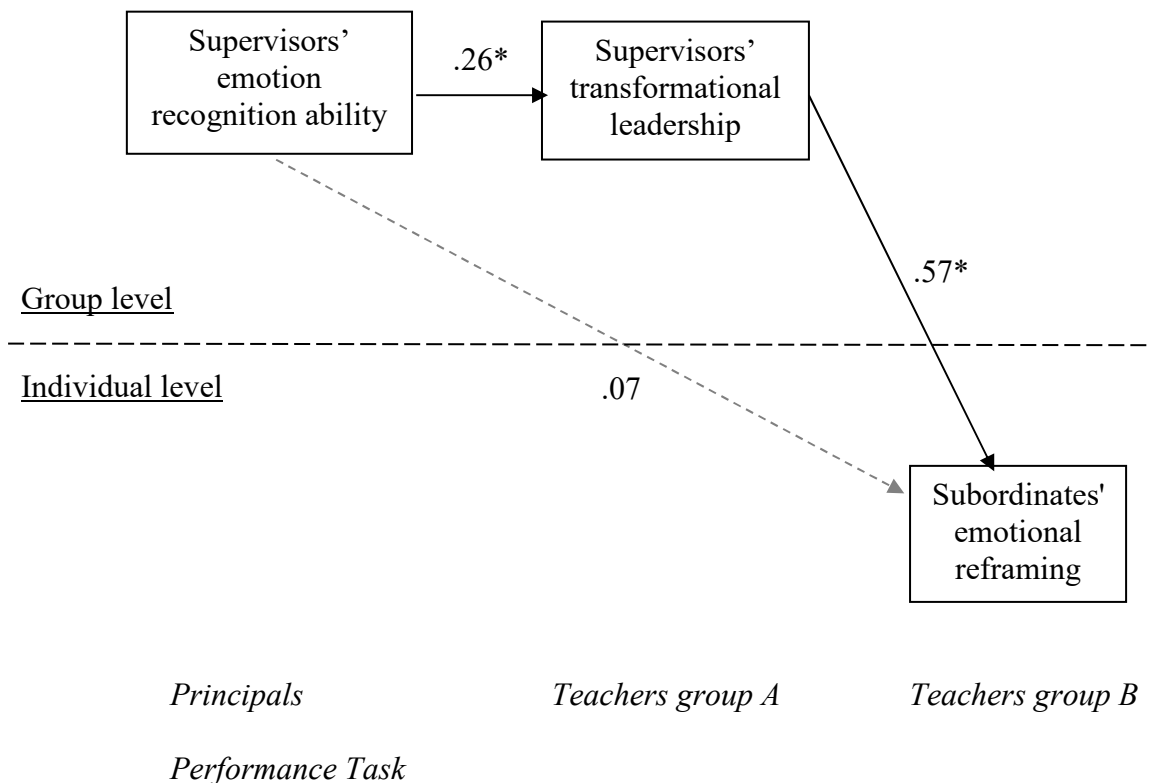 Supervisors’
emotion
recognition ability
.26*
Supervisors’
transformational
leadership
.57*
Group level
Individual level
.07
Subordinates'
emotional
reframing
Principals
Teachers group A
Teachers group B
Performance Task